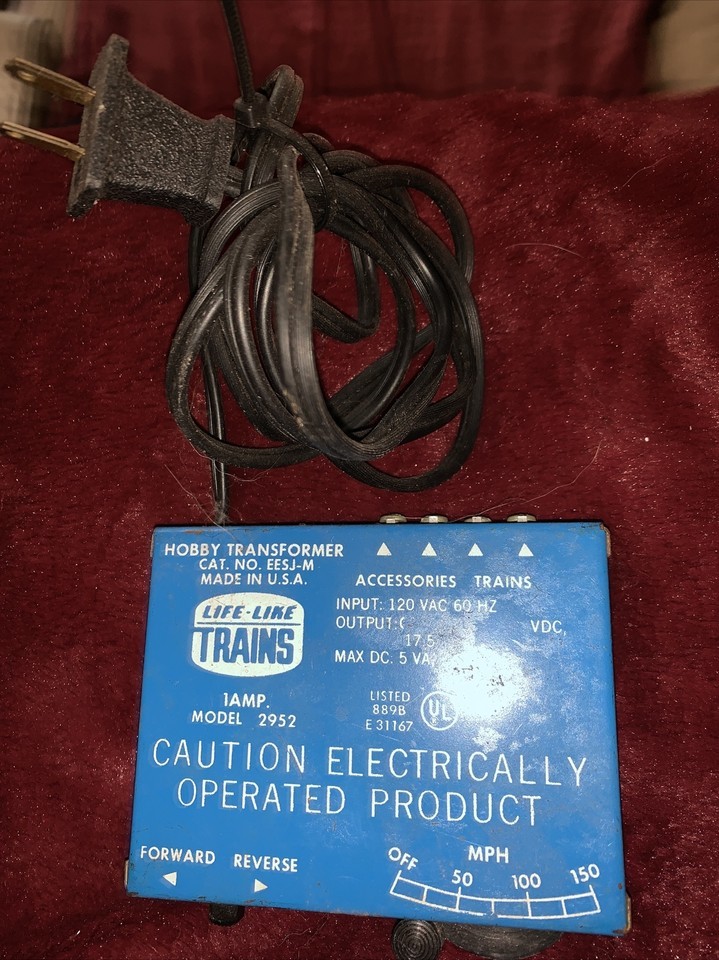 HOBBY TRANSFORMER
CAT. NO. EESJ-M
MADE IN U.S.A.
LIFE-LIKE
TRAINS
1AMP.
MODEL 2952
ACCESSORIES TRAINS
INPUT: 120 VAC 60 HZ
OUTPUT: VDC,
17.5
MAX DC. 5 VA
LISTED
889B
E31167
UL
CAUTION ELECTRICALLY
OPERATED PRODUCT
FORWARD REVERSE
MPH
OFF 50 100 150